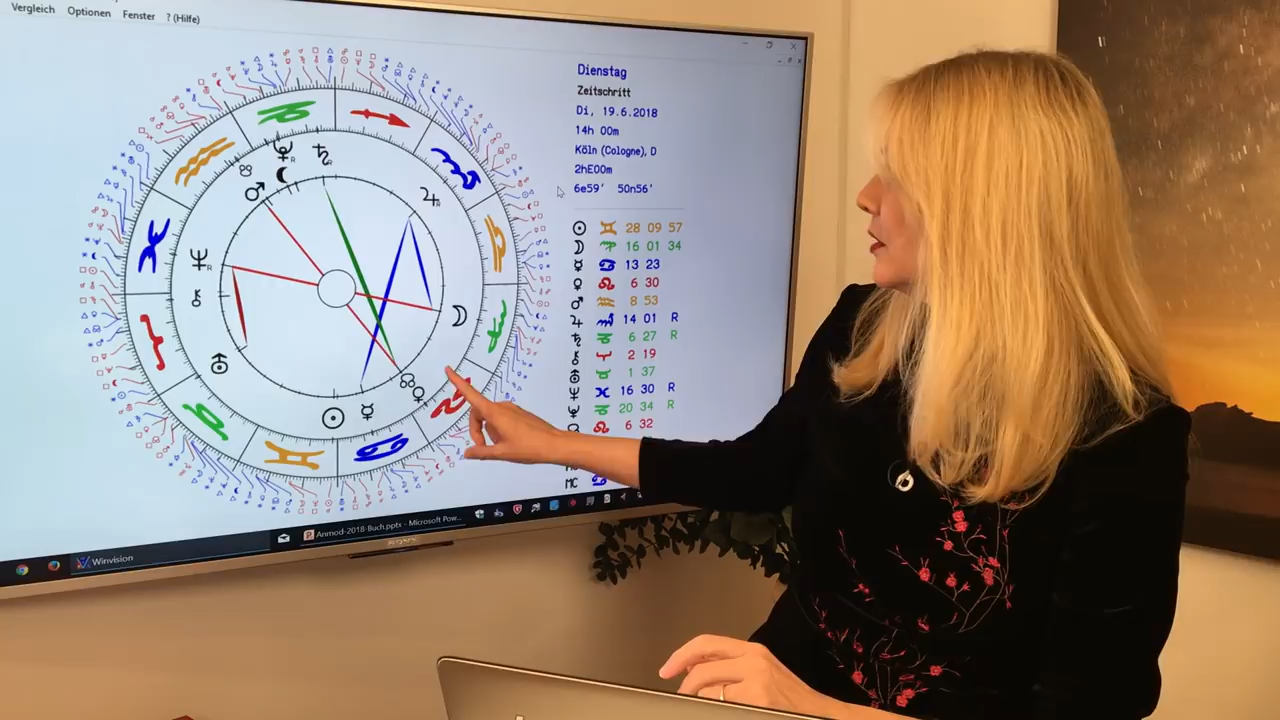 Vergleich Optionen Fenster ? (Hilfe)
Dienstag
Zeitschritt
Di, 19.6.2018
14h 00m
Köln (Cologne), D
2hE00m
6e59' 50n56'
28 09 57
16 01 34
13 23
6 30
8 53
14 01 R
6 27 R
2 19
1 37
16 30 R
20 34 R
6 32
MC
Anmod-2018-Buch.pptx - Microsoft Pow...
Winvision
SONY